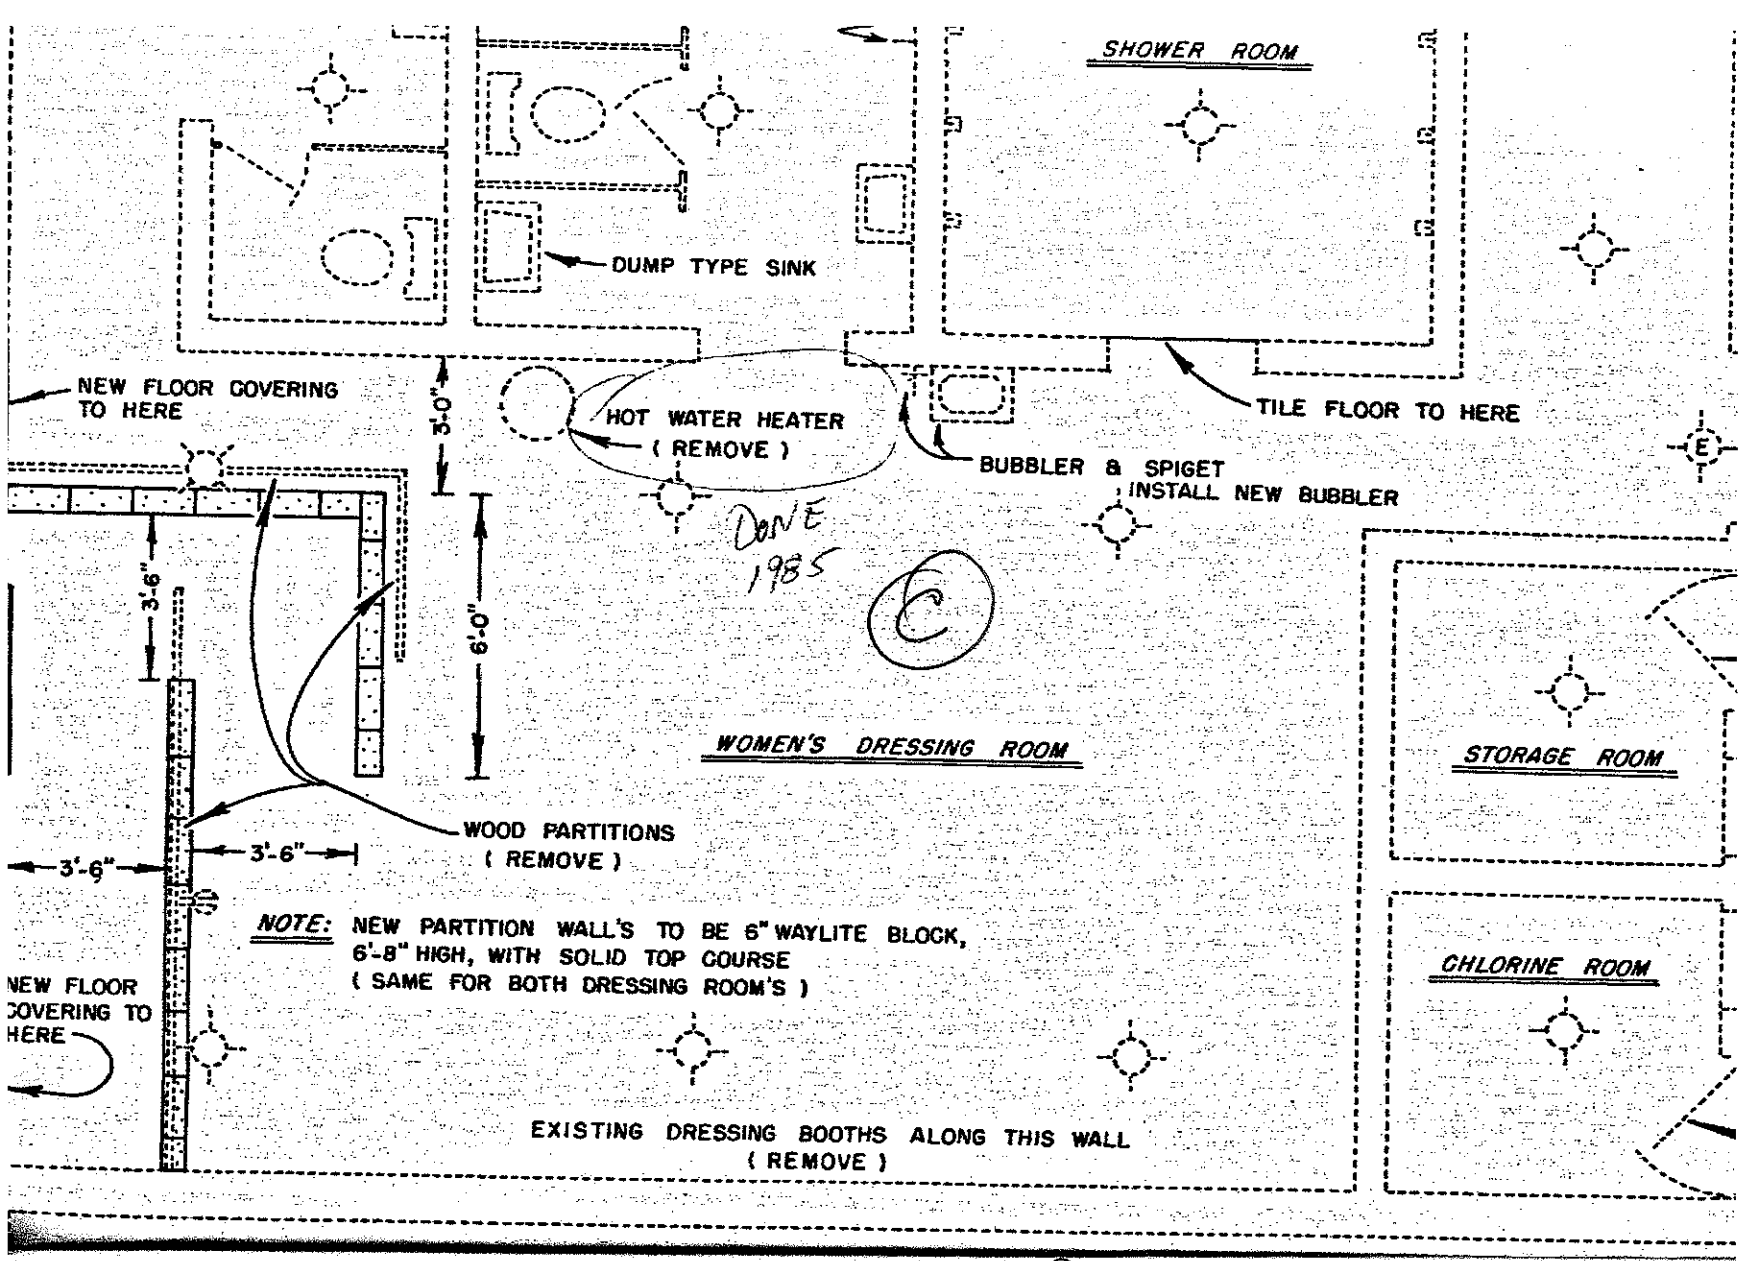 SHOWER ROOM
DUMP TYPE SINK
NEW FLOOR COVERING
TO HERE
3'-0"
HOT WATER HEATER
( REMOVE )
TILE FLOOR TO HERE
E
BUBBLER & SPIGET
INSTALL NEW BUBBLER
DONE
1985
C
3'-6"
6'-0"
WOMEN'S DRESSING ROOM
STORAGE ROOM
WOOD PARTITIONS
( REMOVE )
3'-6"
3'-6"
NOTE: NEW PARTITION WALL'S TO BE 6" WAYLITE BLOCK,
6'-8" HIGH, WITH SOLID TOP COURSE
( SAME FOR BOTH DRESSING ROOM'S )
CHLORINE ROOM
NEW FLOOR
COVERING TO
HERE
EXISTING DRESSING BOOTHS ALONG THIS WALL
( REMOVE )